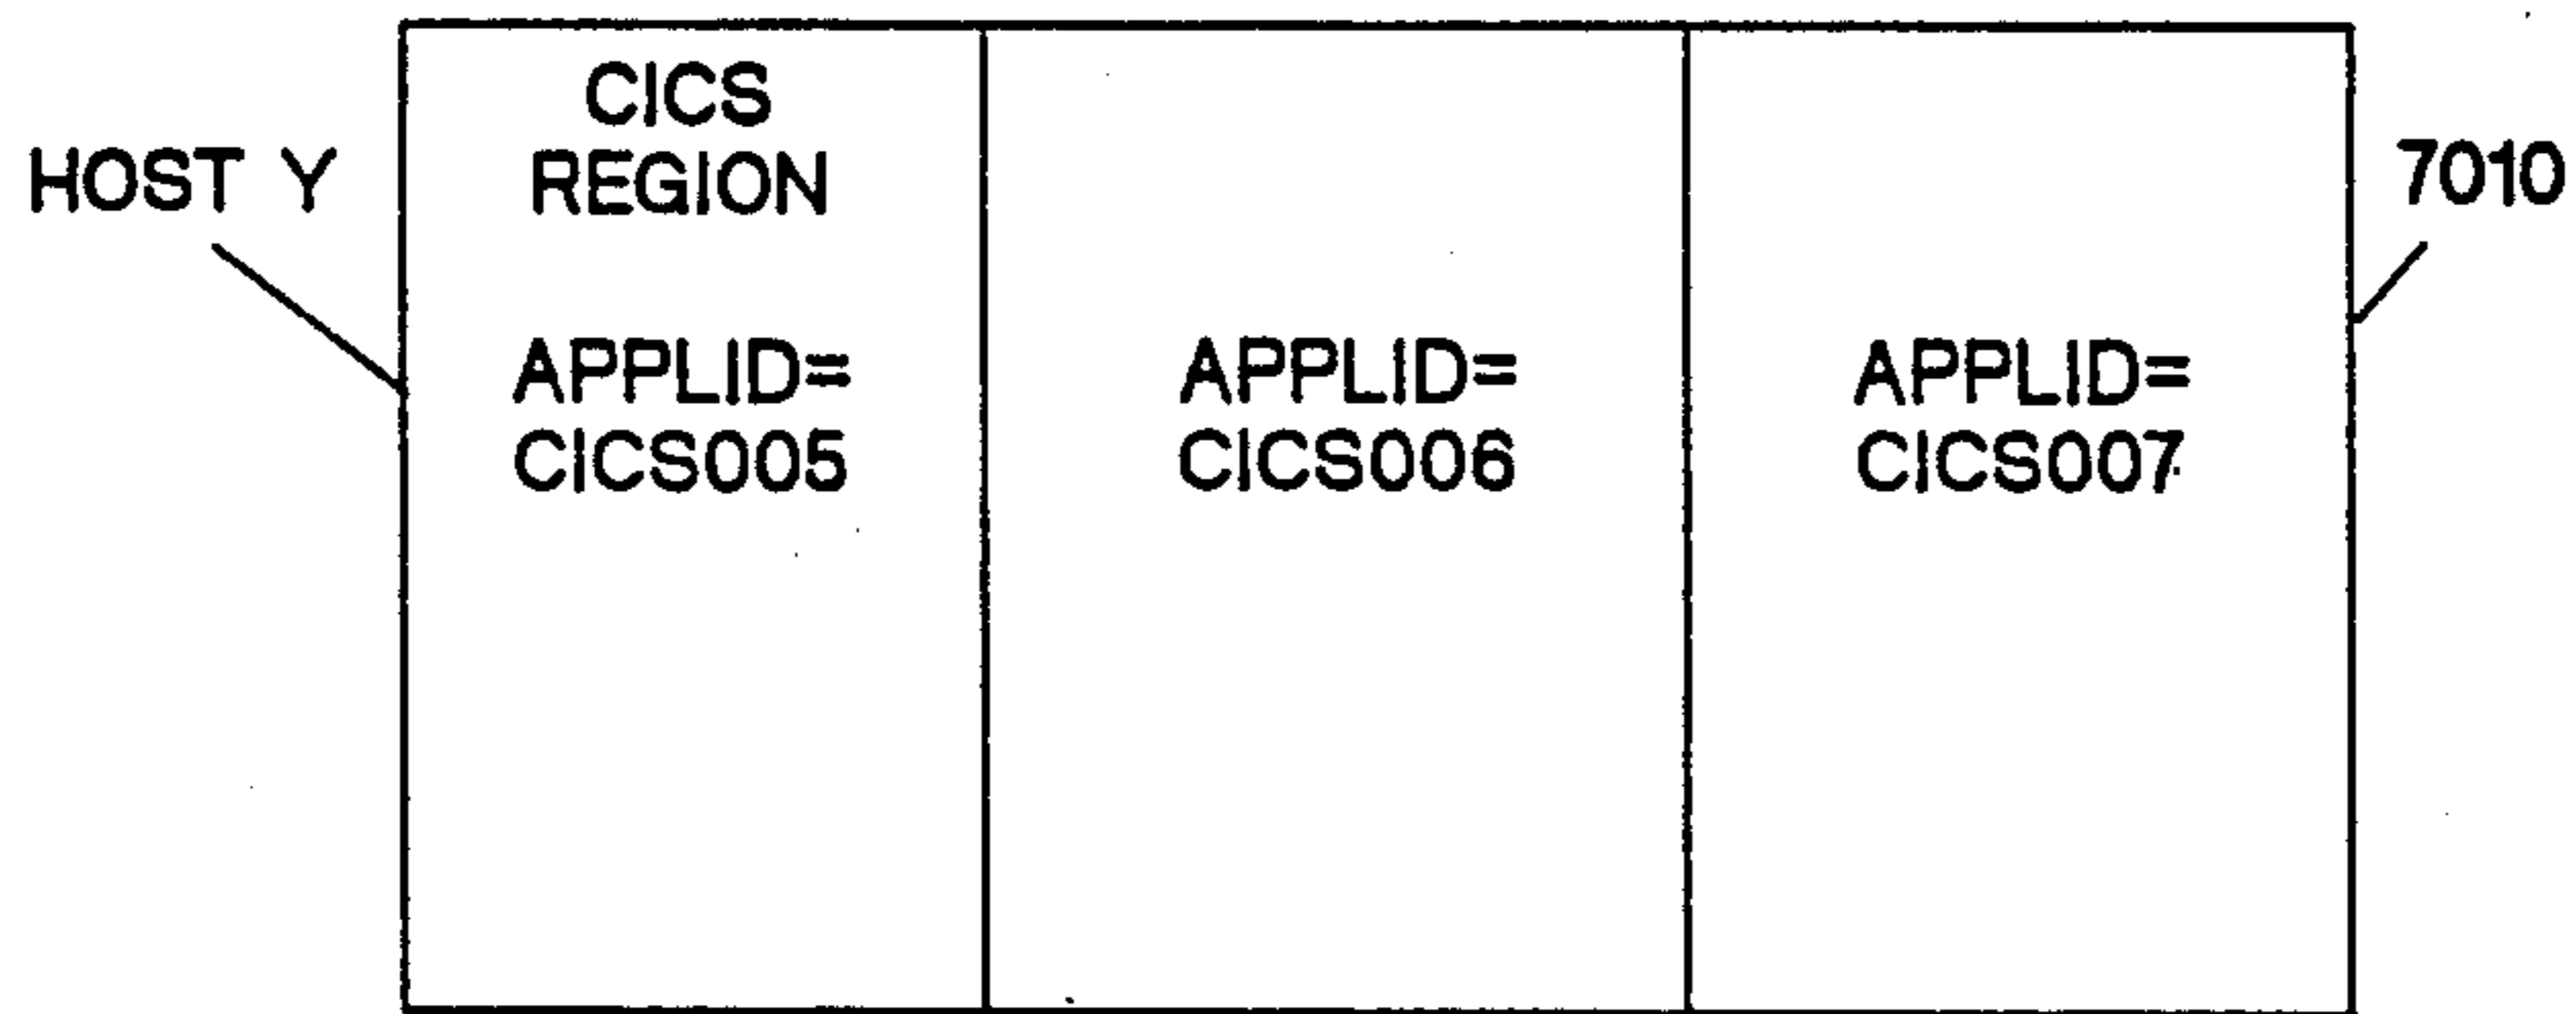 HOST Y
CICS
REGION
APPLID=
CICS005
APPLID=
CICS006
APPLID=
CICS007
7010